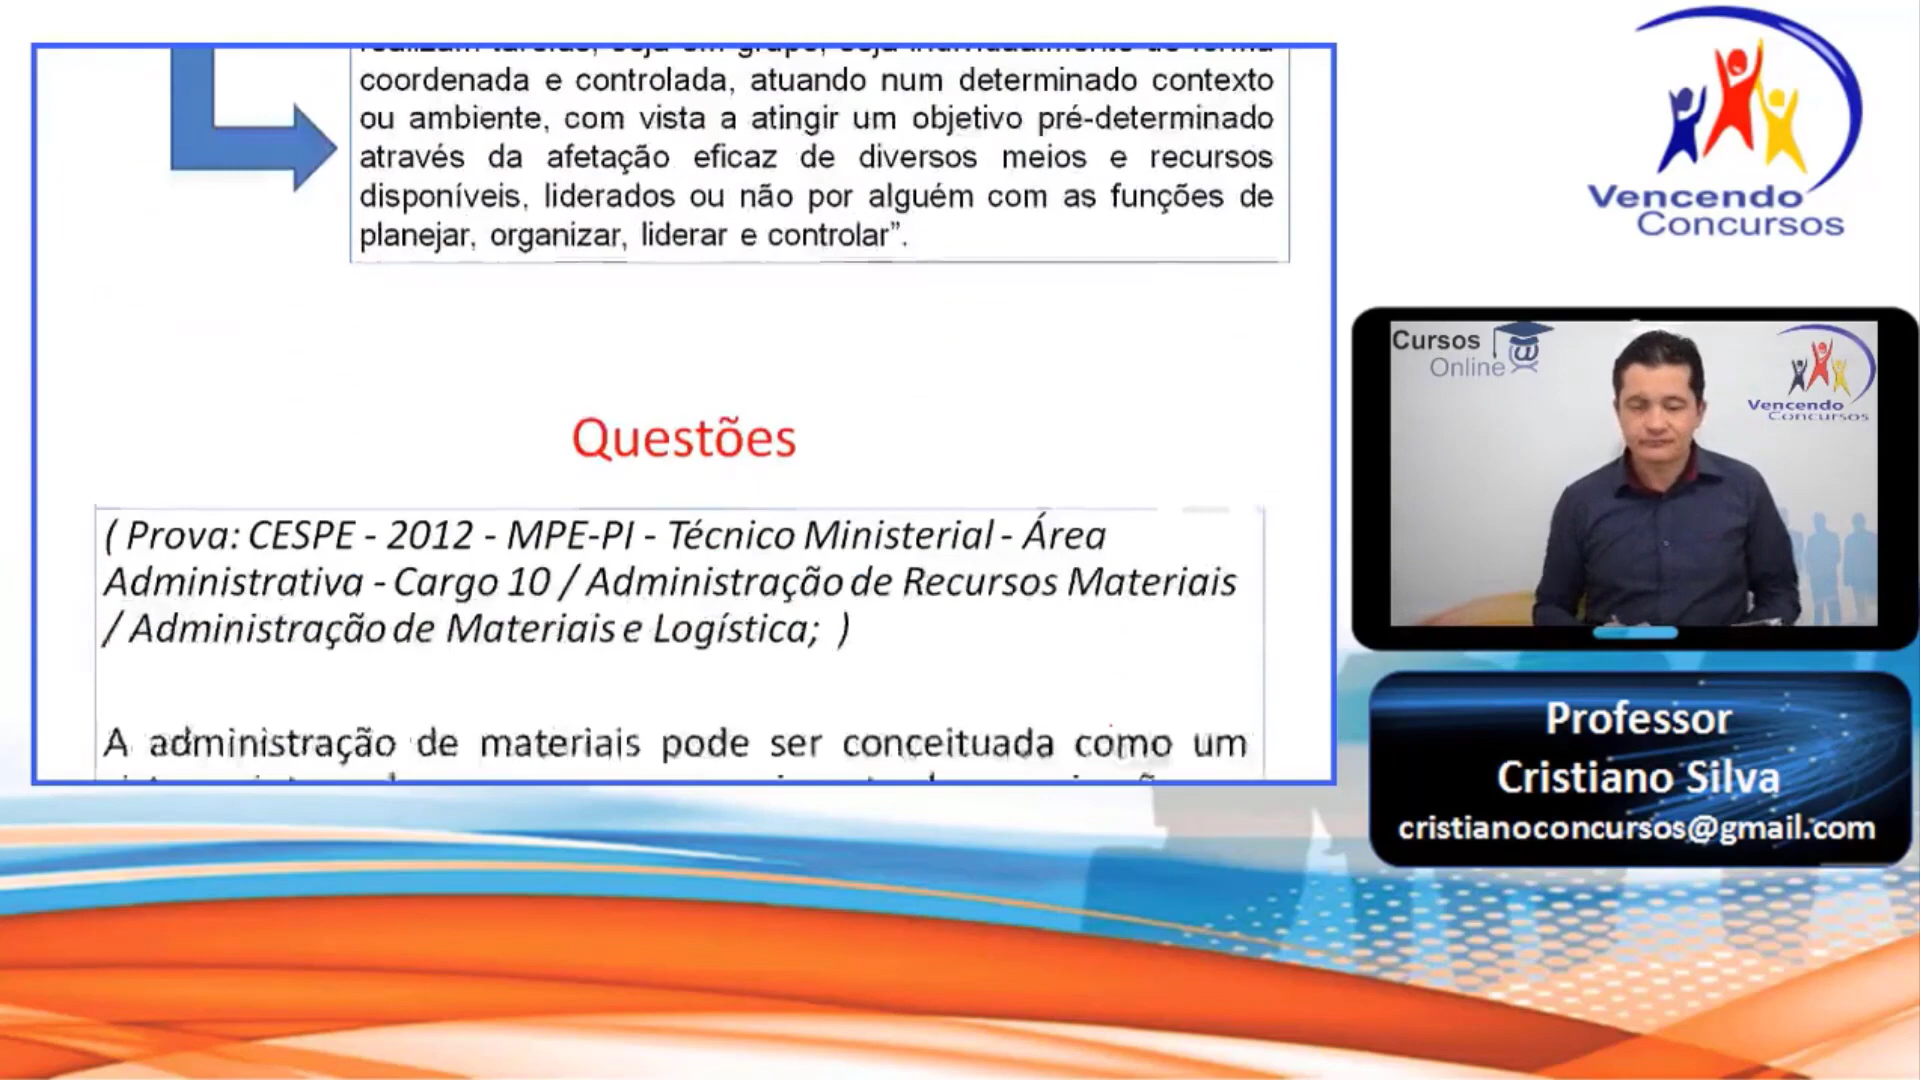 coordenada e controlada, atuando num determinado contexto
ou ambiente, com vista a atingir um objetivo pré-determinado
através da afetação eficaz de diversos meios e recursos
disponíveis, liderados ou não por alguém com as funções de
planejar, organizar, liderar e controlar”.
Questões
( Prova: CESPE - 2012 - MPE-PI - Técnico Ministerial - Área
Administrativa - Cargo 10 / Administração de Recursos Materiais
/ Administração de Materiais e Logística; )
A administração de materiais pode ser conceituada como um
Vencendo
Concursos
Cursos
Online
Vencendo
Concursos
Professor
Cristiano Silva
cristianoconcursos@gmail.com